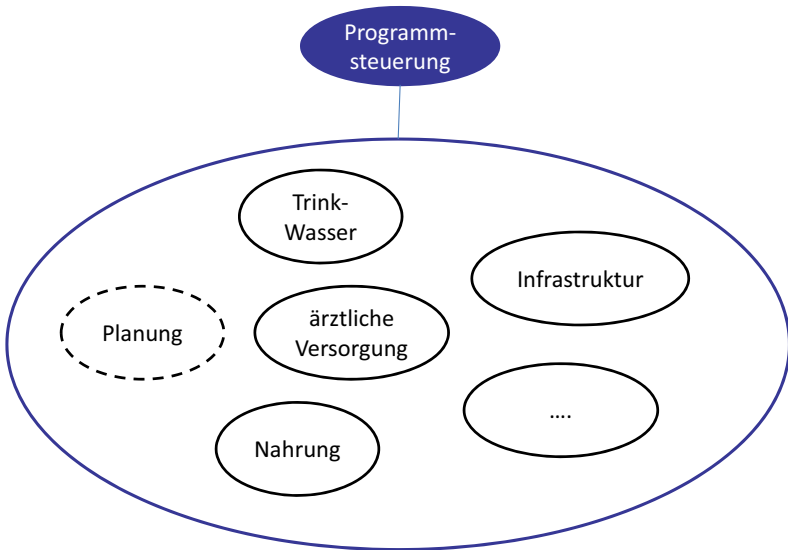 Programm-
steuerung
Trink-
Wasser
Infrastruktur
Planung
ärztliche
Versorgung
....
Nahrung